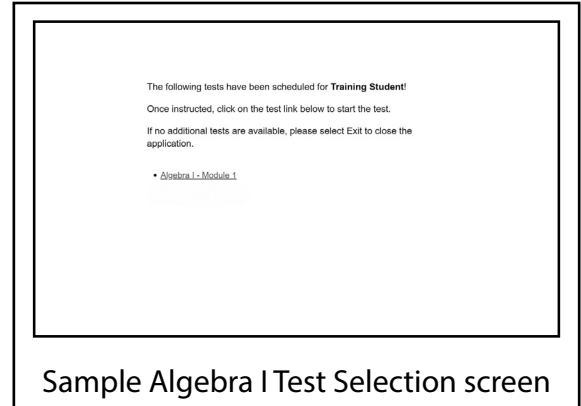 The following tests have been scheduled for Training Student!
Once instructed, click on the test link below to start the test.
If no additional tests are available, please select Exit to close the
application.
• Algebra I - Module 1
Sample Algebra I Test Selection screen